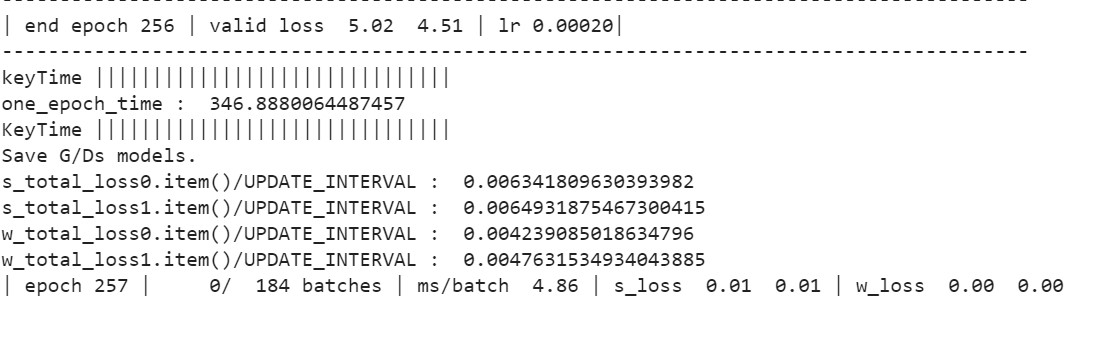 -----------------------------------------------------------------------------------------
| end epoch 256 | valid loss  5.02  4.51 | lr 0.00020|
-----------------------------------------------------------------------------------------
keyTime |||||||||||||||||||||||||||||||
one_epoch_time :  346.8880064487457
KeyTime |||||||||||||||||||||||||||||||
Save G/Ds models.
s_total_loss0.item()/UPDATE_INTERVAL :  0.006341809630393982
s_total_loss1.item()/UPDATE_INTERVAL :  0.0064931875467300415
w_total_loss0.item()/UPDATE_INTERVAL :  0.004239085018634796
w_total_loss1.item()/UPDATE_INTERVAL :  0.0047631534934043885
| epoch 257 |     0/  184 batches | ms/batch  4.86 | s_loss  0.01  0.01 | w_loss  0.00  0.00